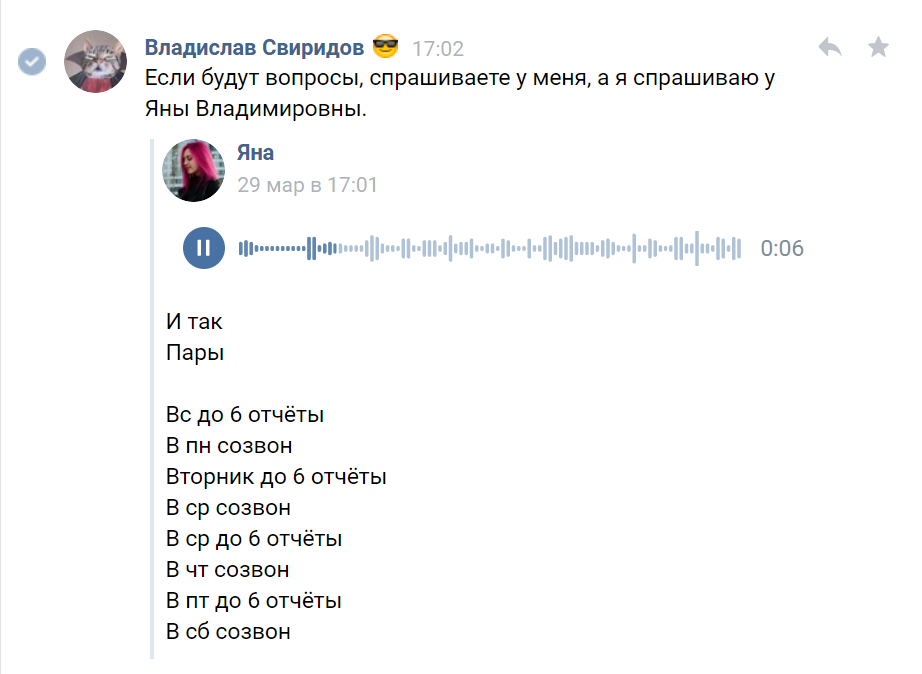 Владислав Свиридов 😎 17:02
Если будут вопросы, спрашиваете у меня, а я спрашиваю у
Яны Владимировны.
Яна
29 мар в 17:01
0:06
И так
Пары
Вс до 6 отчёты
В пн созвон
Вторник до 6 отчёты
В ср созвон
В ср до 6 отчёты
В чт созвон
В пт до 6 отчёты
В сб созвон